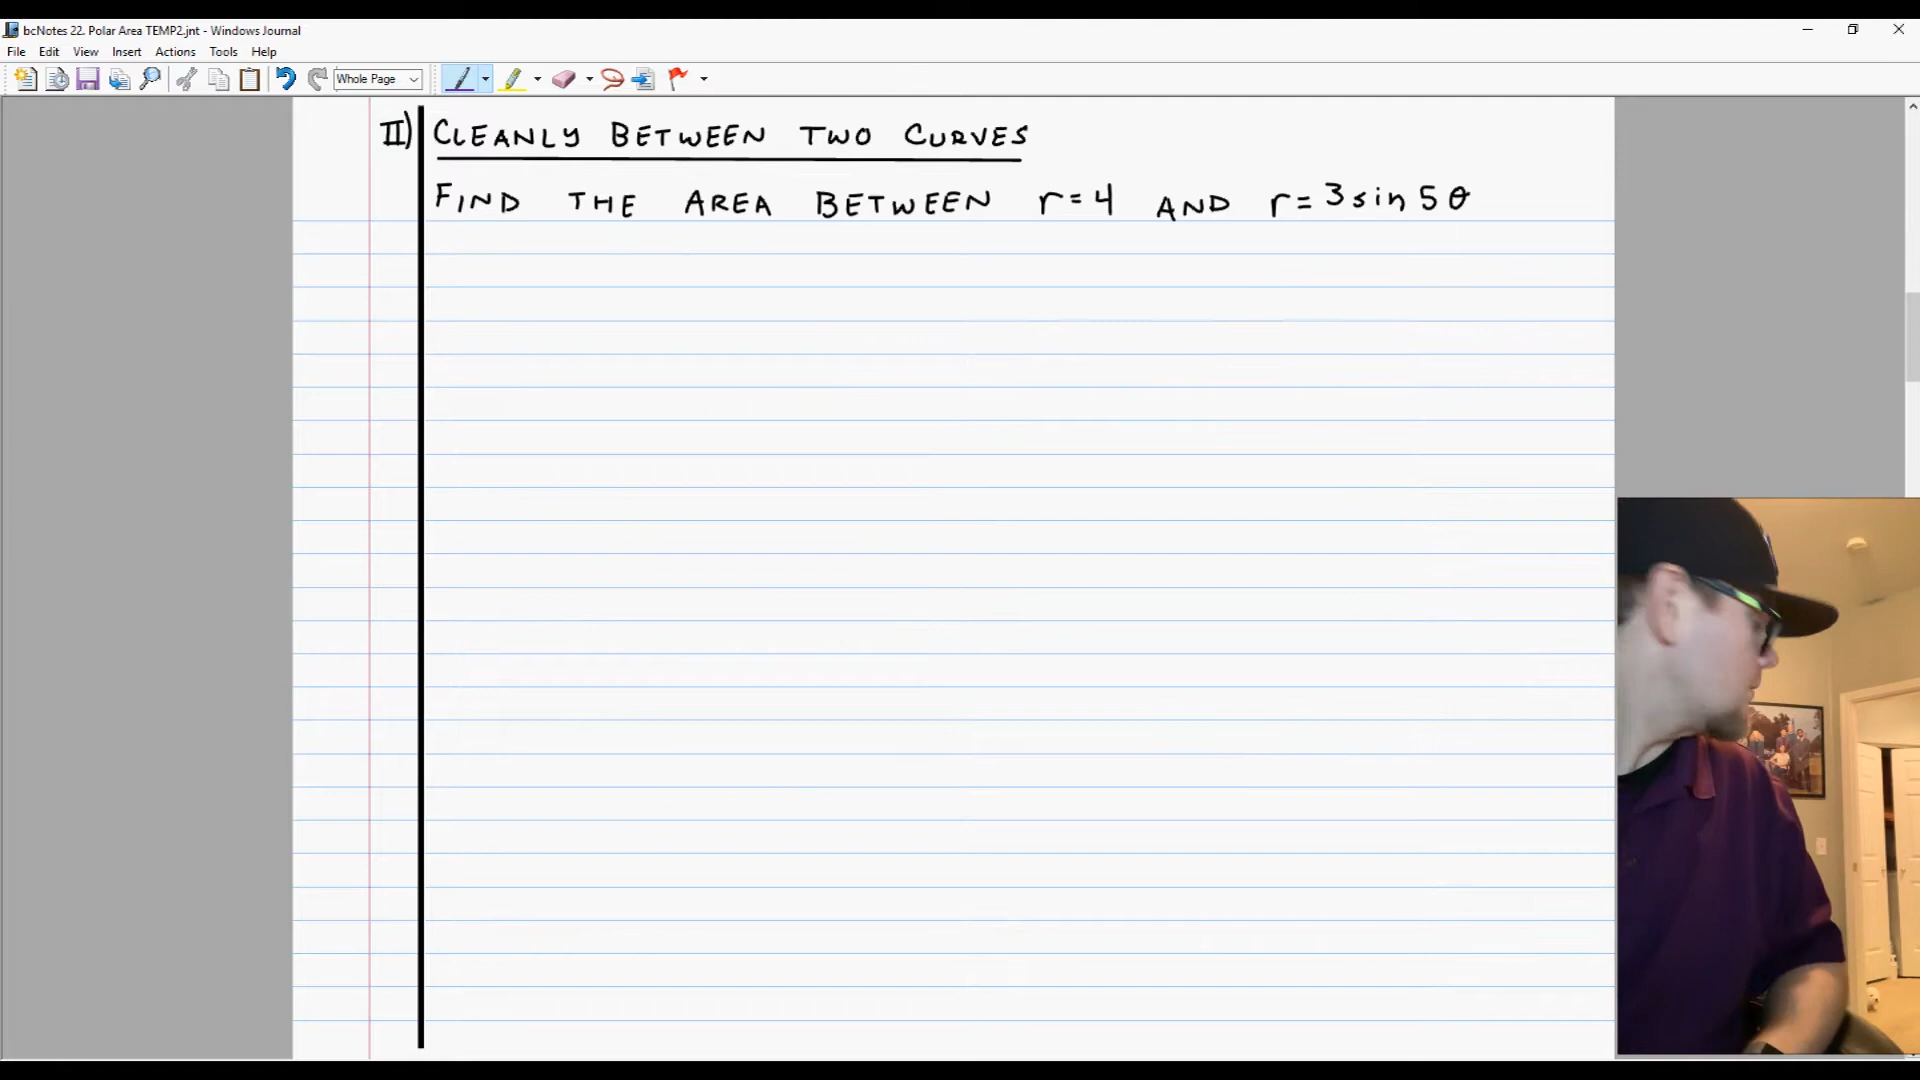 bcNotes 22. Polar Area TEMP2.jnt - Windows Journal
File Edit View Insert Actions Tools Help
Whole Page
II) CLEANLY BETWEEN TWO CURVES
FIND THE AREA BETWEEN r=4 AND r=3sin5θ